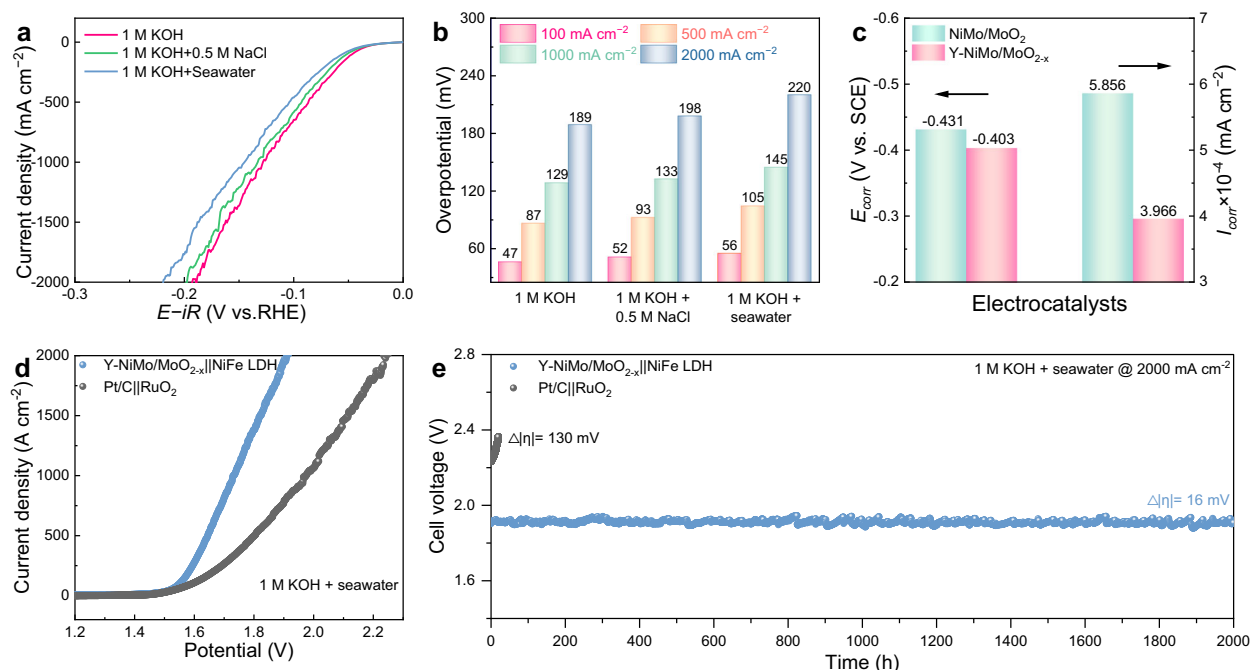 a
1 M KOH
1 M KOH+0.5 M NaCl
1 M KOH+Seawater
0
-500
-1000
-1500
-2000
-0.3
-0.2
-0.1
0.0
Current density (mA cm⁻²)
E−iR (V vs.RHE)
b
100 mA cm⁻²
500 mA cm⁻²
1000 mA cm⁻²
2000 mA cm⁻²
300
240
180
120
60
Overpotential (mV)
47
87
129
189
52
93
133
198
56
105
145
220
1 M KOH
1 M KOH +
0.5 M NaCl
1 M KOH +
seawater
c
NiMo/MoO₂
Y-NiMo/MoO₂₋ₓ
-0.6
-0.5
-0.4
-0.3
-0.2
E_corr (V vs. SCE)
-0.431
-0.403
5.856
3.966
7
6
5
4
3
I_corr×10⁻⁴ (mA cm⁻²)
Electrocatalysts
d
Y-NiMo/MoO₂₋ₓ||NiFe LDH
Pt/C||RuO₂
2000
1500
1000
500
0
Current density (A cm⁻²)
1 M KOH + seawater
1.2
1.4
1.6
1.8
2.0
2.2
Potential (V)
e
Y-NiMo/MoO₂₋ₓ||NiFe LDH
Pt/C||RuO₂
1 M KOH + seawater @ 2000 mA cm⁻²
△|η|= 130 mV
△|η|= 16 mV
2.8
2.4
2.0
1.6
Cell voltage (V)
0
200
400
600
800
1000
1200
1400
1600
1800
2000
Time (h)